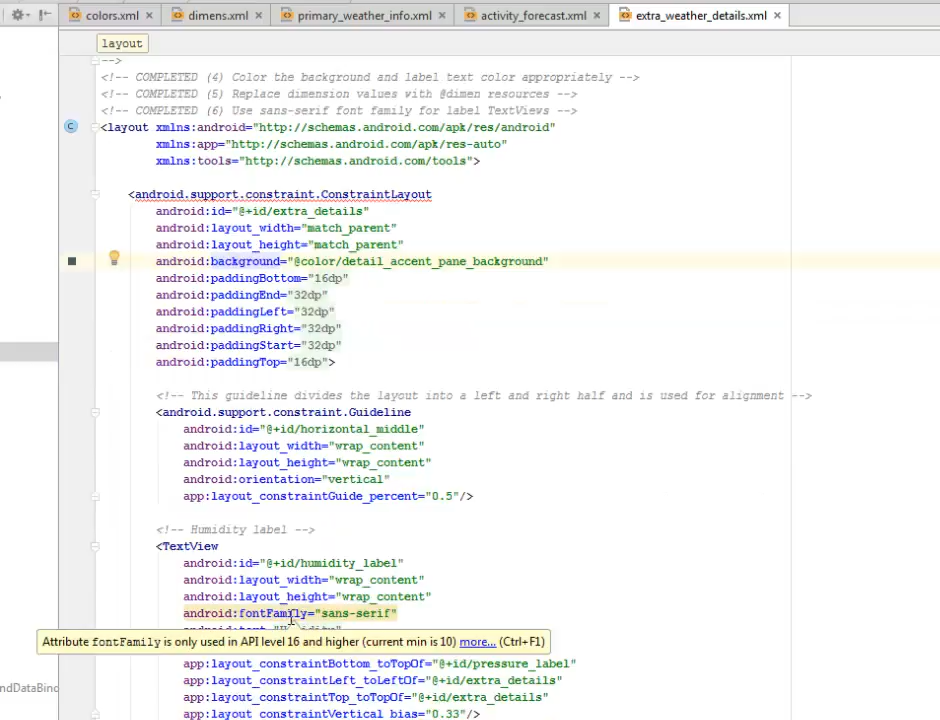 colors.xml dimens.xml primary_weather_info.xml activity_forecast.xml extra_weather_details.xml
layout
-->
<!-- COMPLETED (4) Color the background and label text color appropriately -->
<!-- COMPLETED (5) Replace dimension values with @dimen resources -->
<!-- COMPLETED (6) Use sans-serif font family for label TextViews -->
C
<layout xmlns:android="http://schemas.android.com/apk/res/android"
xmlns:app="http://schemas.android.com/apk/res-auto"
xmlns:tools="http://schemas.android.com/tools">
<android.support.constraint.ConstraintLayout
android:id="@+id/extra_details"
android:layout_width="match_parent"
android:layout_height="match_parent"
android:background="@color/detail_accent_pane_background"
android:paddingBottom="16dp"
android:paddingEnd="32dp"
android:paddingLeft="32dp"
android:paddingRight="32dp"
android:paddingStart="32dp"
android:paddingTop="16dp">
<!-- This guideline divides the layout into a left and right half and is used for alignment -->
<android.support.constraint.Guideline
android:id="@+id/horizontal_middle"
android:layout_width="wrap_content"
android:layout_height="wrap_content"
android:orientation="vertical"
app:layout_constraintGuide_percent="0.5"/>
<!-- Humidity label -->
<TextView
android:id="@+id/humidity_label"
android:layout_width="wrap_content"
android:layout_height="wrap_content"
android:fontFamily="sans-serif"
Attribute fontFamily is only used in API level 16 and higher (current min is 10) more... (Ctrl+F1)
app:layout_constraintBottom_toTopOf="@+id/pressure_label"
app:layout_constraintLeft_toLeftOf="@+id/extra_details"
ndDataBind
app:layout_constraintTop_toTopOf="@+id/extra_details"
app:layout_constraintVertical_bias="0.33"/>